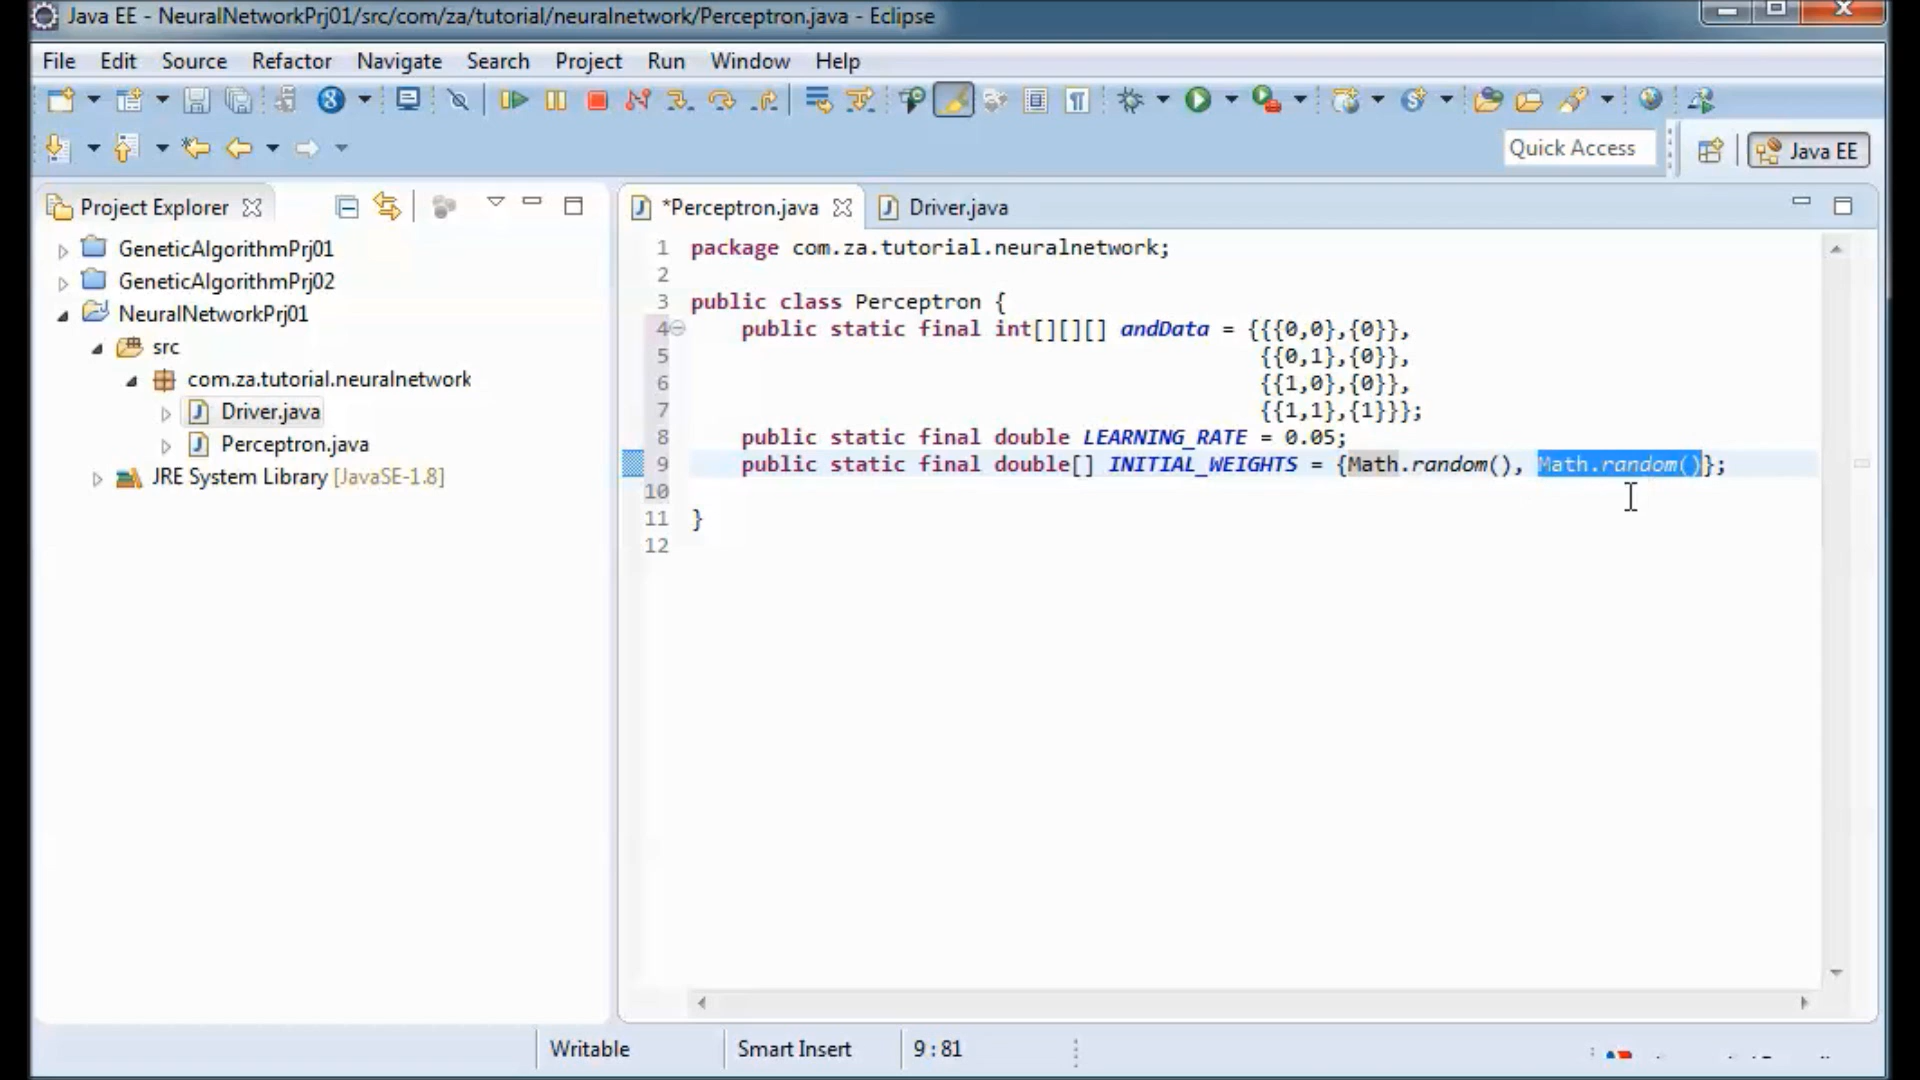 Java EE - NeuralNetworkPrj01/src/com/za/tutorial/neuralnetwork/Perceptron.java - Eclipse
File Edit Source Refactor Navigate Search Project Run Window Help
Quick Access
Java EE
Project Explorer
GeneticAlgorithmPrj01
GeneticAlgorithmPrj02
NeuralNetworkPrj01
src
com.za.tutorial.neuralnetwork
Driver.java
Perceptron.java
JRE System Library [JavaSE-1.8]
*Perceptron.java Driver.java
1 package com.za.tutorial.neuralnetwork;
2
3 public class Perceptron {
4 public static final int[][][] andData = {{{0,0},{0}},
5 {{0,1},{0}},
6 {{1,0},{0}},
7 {{1,1},{1}}};
8 public static final double LEARNING_RATE = 0.05;
9 public static final double[] INITIAL_WEIGHTS = {Math.random(), Math.random()};
10
11 }
12
Writable Smart Insert 9 : 81